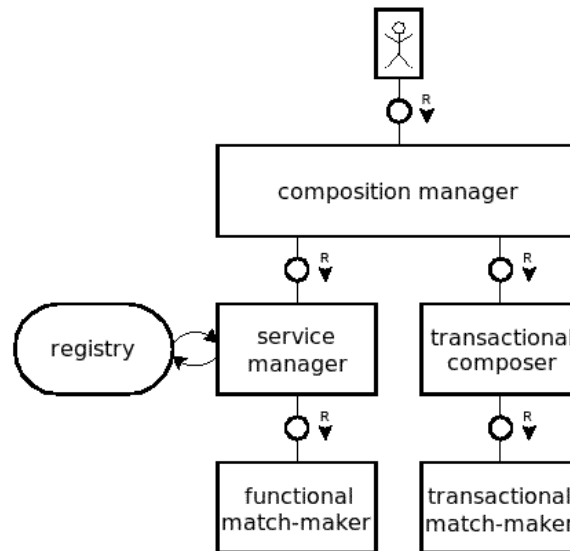 R
composition manager
R
R
registry
service
manager
transactional
composer
R
R
functional
match-maker
transactional
match-maker